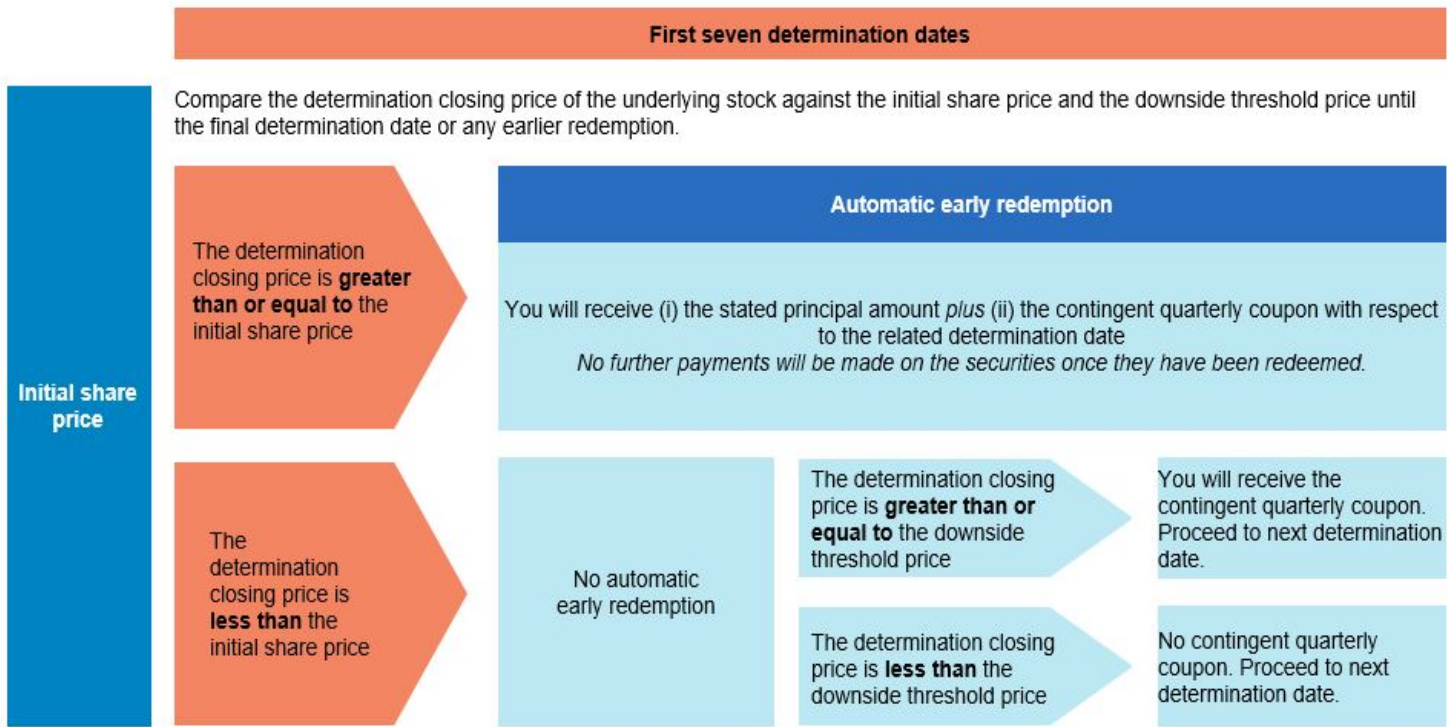 First seven determination dates
Compare the determination closing price of the underlying stock against the initial share price and the downside threshold price until
the final determination date or any earlier redemption.
Initial share
price
The determination
closing price is greater
than or equal to the
initial share price
Automatic early redemption
You will receive (i) the stated principal amount plus (ii) the contingent quarterly coupon with respect
to the related determination date
No further payments will be made on the securities once they have been redeemed.
The
determination
closing price is
less than the
initial share price
No automatic
early redemption
The determination closing
price is greater than or
equal to the downside
threshold price
You will receive the
contingent quarterly coupon.
Proceed to next determination
date.
The determination closing
price is less than the
downside threshold price
No contingent quarterly
coupon. Proceed to next
determination date.